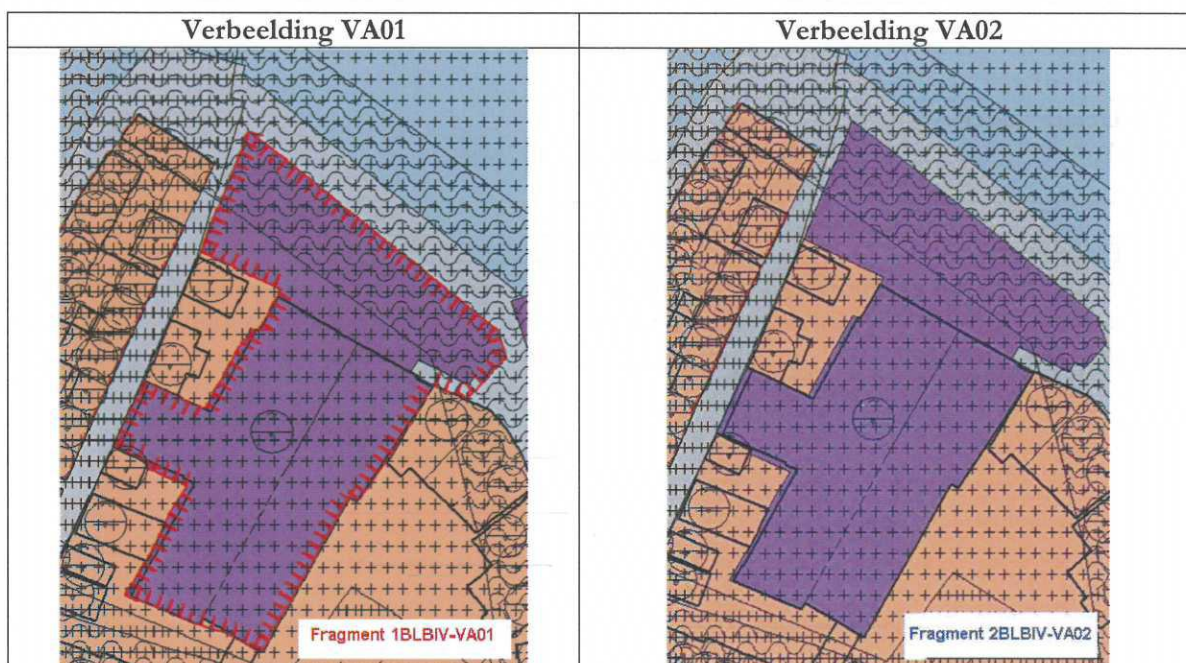 Verbeelding VA01
Verbeelding VA02
Fragment 1BLBIV-VA01
Fragment 2BLBIV-VA02